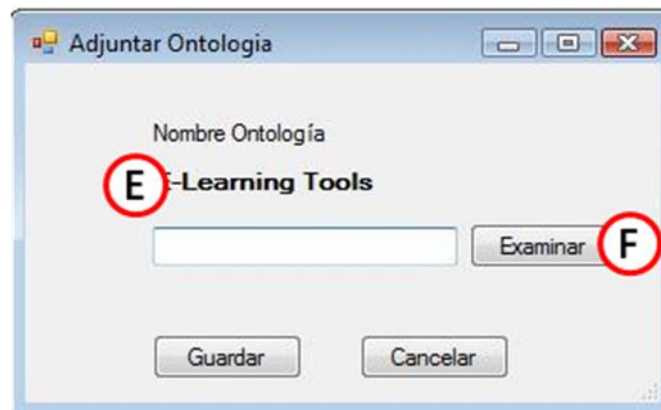 Adjuntar Ontologia
Nombre Ontología
E -Learning Tools
Examinar F
Guardar Cancelar